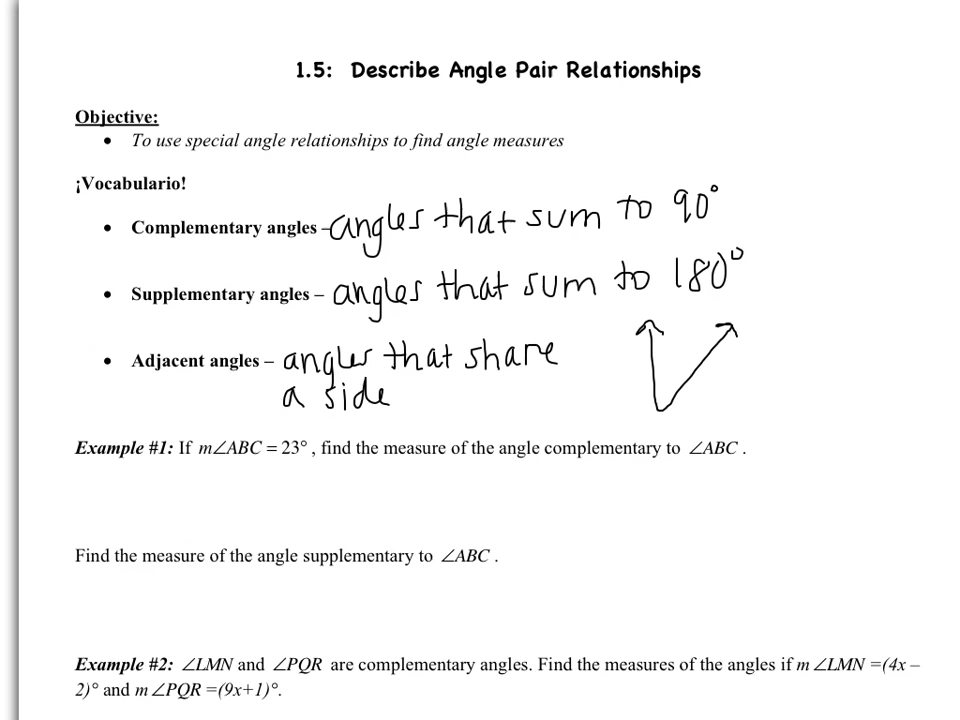 1.5: Describe Angle Pair Relationships
Objective:
• To use special angle relationships to find angle measures
¡Vocabulario!
• Complementary angles - angles that sum to 90°
• Supplementary angles – angles that sum to 180°
• Adjacent angles – angles that share
a side
Example #1: If m∠ABC = 23° , find the measure of the angle complementary to ∠ABC .
Find the measure of the angle supplementary to ∠ABC .
Example #2: ∠LMN and ∠PQR are complementary angles. Find the measures of the angles if m ∠LMN =(4x –
2)° and m ∠PQR =(9x+1)°.